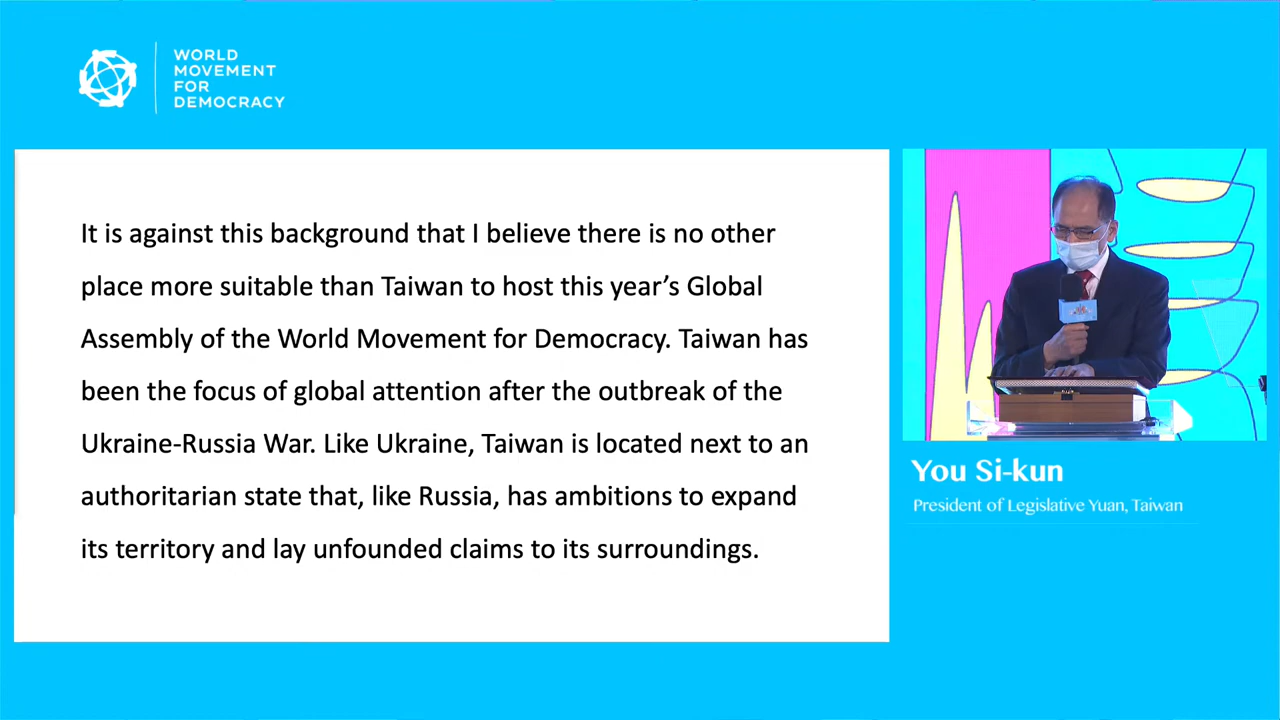 WORLD
MOVEMENT
FOR
DEMOCRACY
It is against this background that I believe there is no other
place more suitable than Taiwan to host this year’s Global
Assembly of the World Movement for Democracy. Taiwan has
been the focus of global attention after the outbreak of the
Ukraine-Russia War. Like Ukraine, Taiwan is located next to an
authoritarian state that, like Russia, has ambitions to expand
its territory and lay unfounded claims to its surroundings.
You Si-kun
President of Legislative Yuan, Taiwan